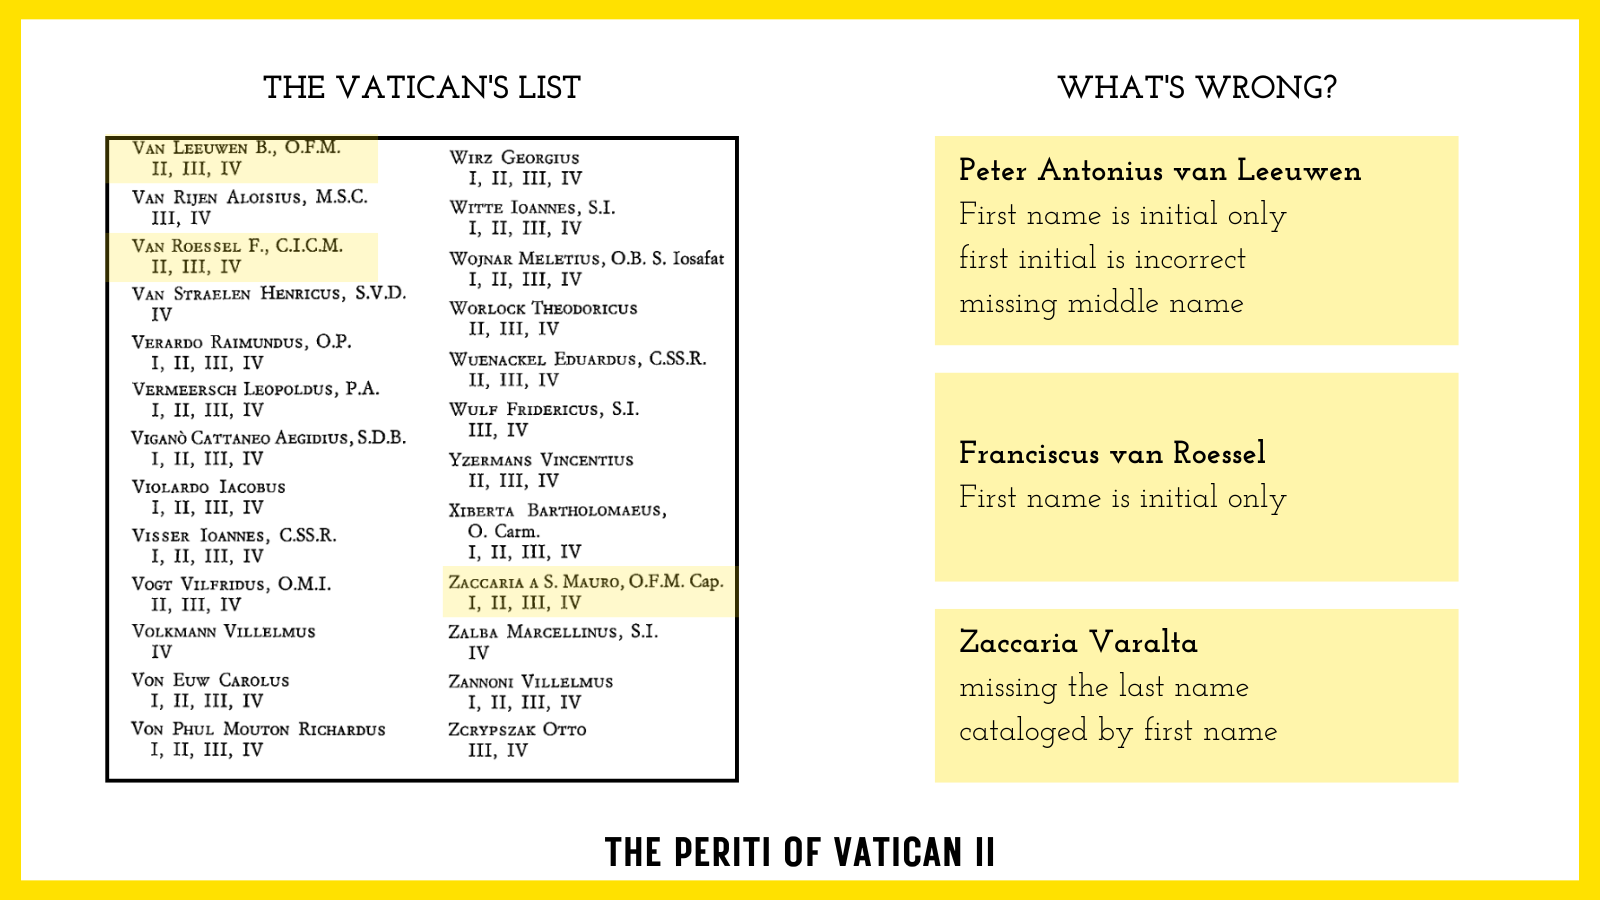 THE VATICAN'S LIST
VAN LEEUWEN B., O.F.M.
II, III, IV
VAN RIJEN ALOISIUS, M.S.C.
III, IV
VAN ROESSEL F., C.I.C.M.
II, III, IV
VAN STRAELEN HENRICUS, S.V.D.
IV
VERARDO RAIMUNDUS, O.P.
I, II, III, IV
VERMEERSCH LEOPOLDUS, P.A.
I, II, III, IV
VIGANÒ CATTANEO AEGIDIUS, S.D.B.
I, II, III, IV
VIOLARDO IACOBUS
I, II, III, IV
VISSER IOANNES, C.SS.R.
I, II, III, IV
VOGT VILFRIDUS, O.M.I.
II, III, IV
VOLKMANN VILLELMUS
IV
VON EUW CAROLUS
I, II, III, IV
VON PHUL MOUTON RICHARDUS
I, II, III, IV
WIRZ GEORGIUS
I, II, III, IV
WITTE IOANNES, S.I.
I, II, III, IV
WOJNAR MELETIUS, O.B. S. Iosafat
I, II, III, IV
WORLOCK THEODORICUS
II, III, IV
WUENACKEL EDUARDUS, C.SS.R.
II, III, IV
WULF FRIDERICUS, S.I.
III, IV
YZERMANS VINCENTIUS
II, III, IV
XIBERTA BARTHOLOMAEUS,
O. Carm.
I, II, III, IV
ZACCARIA A S. MAURO, O.F.M. Cap.
I, II, III, IV
ZALBA MARCELLINUS, S.I.
IV
ZANNONI VILLELMUS
I, II, III, IV
ZCRYPSZAK OTTO
III, IV
WHAT'S WRONG?
Peter Antonius van Leeuwen
First name is initial only
first initial is incorrect
missing middle name
Franciscus van Roessel
First name is initial only
Zaccaria Varalta
missing the last name
cataloged by first name
THE PERITI OF VATICAN II